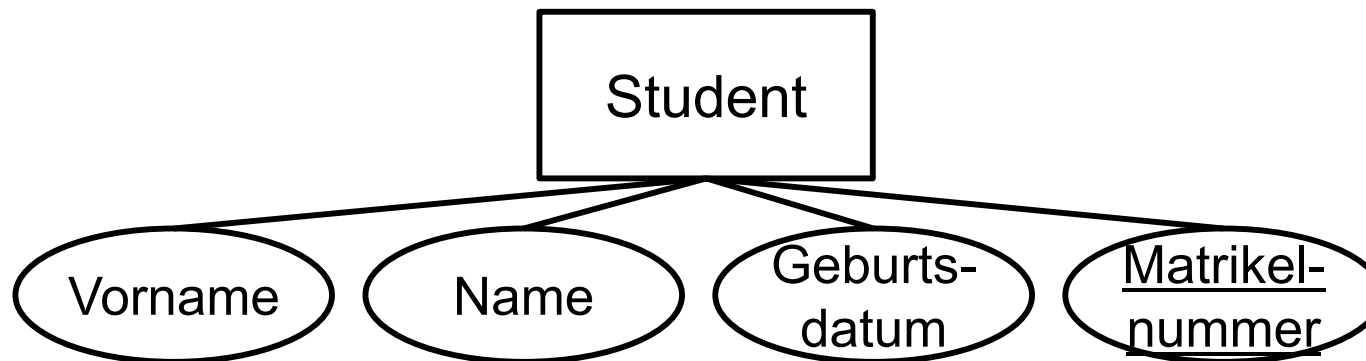 Student
Vorname
Name
Geburts-
datum
Matrikel-
nummer